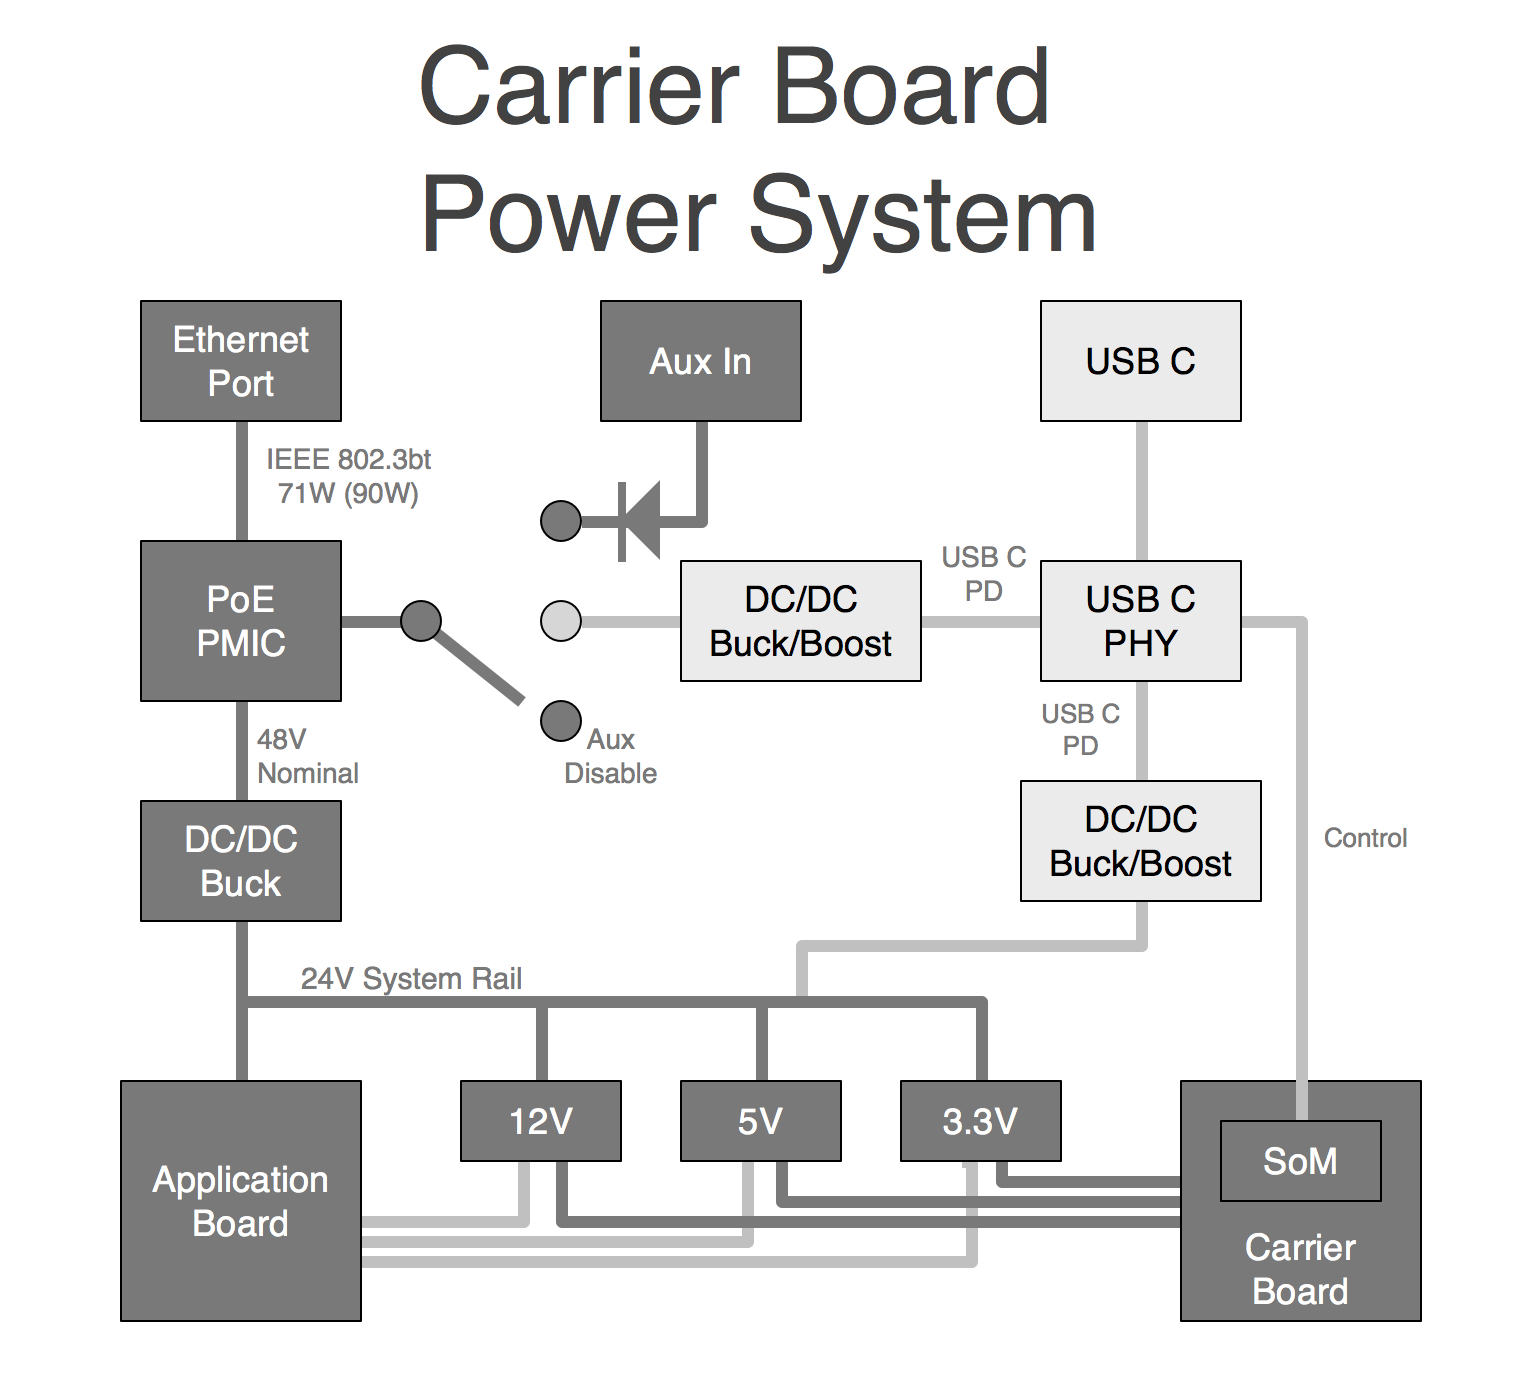 Carrier Board
Power System
Ethernet
Port
Aux In
USB C
IEEE 802.3bt
71W (90W)
PoE
PMIC
DC/DC
Buck/Boost
USB C
PD
USB C
PHY
48V
Nominal
Aux
Disable
USB C
PD
DC/DC
Buck
DC/DC
Buck/Boost
Control
24V System Rail
Application
Board
12V
5V
3.3V
SoM
Carrier
Board